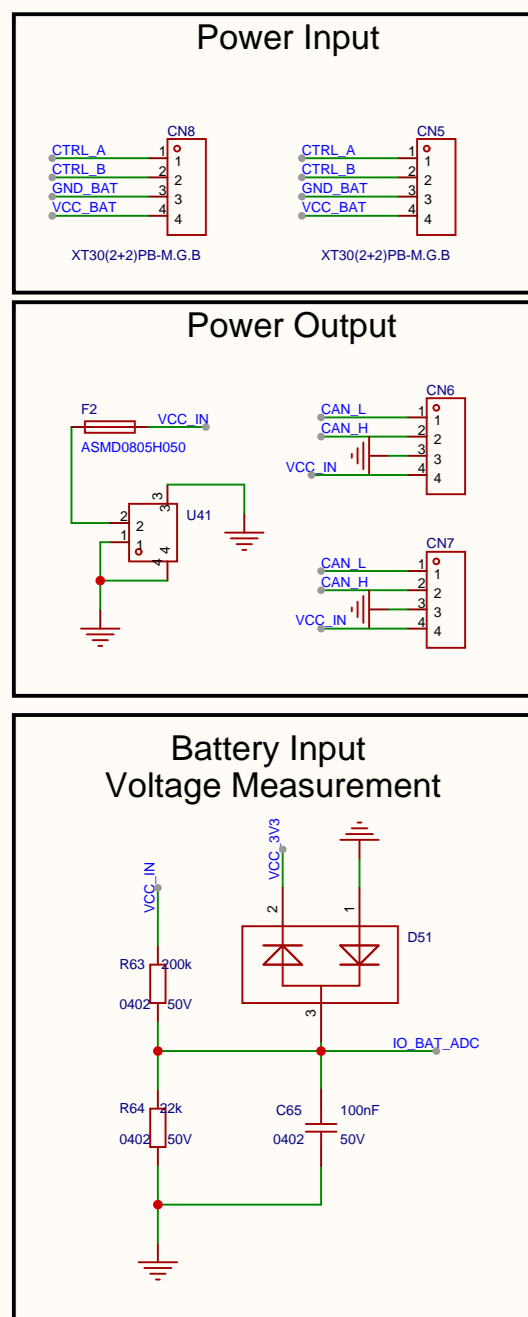 Power Input
CN8
CTRL_A 1 1
CTRL_B 2 2
GND_BAT 3 3
VCC_BAT 4 4
XT30(2+2)PB-M.G.B
CN5
CTRL_A 1 1
CTRL_B 2 2
GND_BAT 3 3
VCC_BAT 4 4
XT30(2+2)PB-M.G.B
Power Output
F2
VCC_IN
ASMD0805H050
3 3
U41
2 2
1 1
4 4
CN6
CAN_L 1 1
CAN_H 2 2
3 3
VCC_IN 4 4
CN7
CAN_L 1 1
CAN_H 2 2
3 3
VCC_IN 4 4
Battery Input
Voltage Measurement
VCC_3V3
VCC_IN
2
1
D51
3
R63 200k
0402 50V
IO_BAT_ADC
R64 22k
0402 50V
C65 100nF
0402 50V